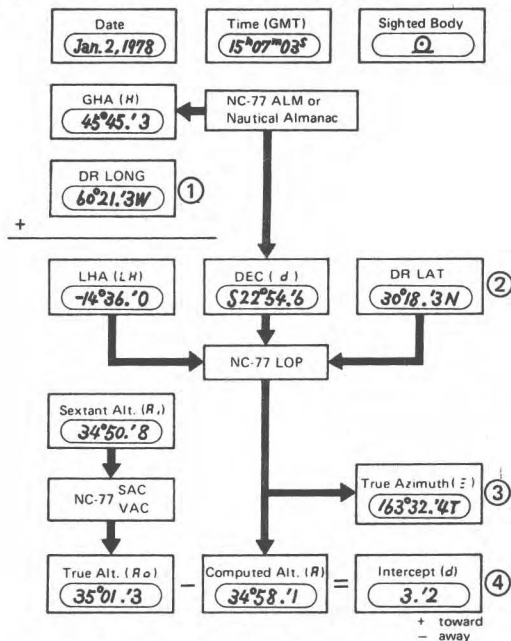 Date
Jan. 2, 1978
Time (GMT)
15ʰ07ᵐ03ˢ
Sighted Body
☉
GHA (H)
45°45.'3
NC-77 ALM or
Nautical Almanac
DR LONG
60°21.'3W
①
+
LHA (LH)
-14°36.'0
DEC (d)
S22°54.'6
DR LAT
30°18.'3N
②
NC-77 LOP
Sextant Alt. (R,)
34°50.'8
NC-77 SAC
VAC
True Azimuth (Ξ)
163°32.'4T
③
True Alt. (Ro)
35°01.'3
-
Computed Alt. (R)
34°58.'1
=
Intercept (d)
3.'2
④
+ toward
- away